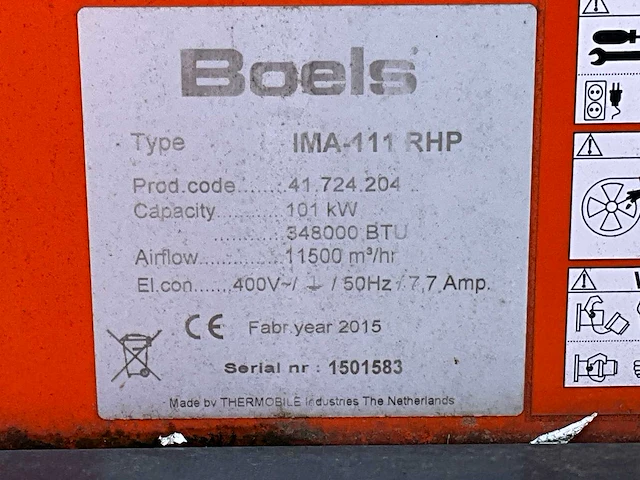 Boels
Type IMA-111 RHP
Prod.code.......41.724.204
Capacity..........101 kW
..........348000 BTU
Airflow............11500 m³/hr
El.con......400V~/ ⏚ / 50Hz / 7,7 Amp.
CE Fabr.year 2015
Serial nr : 1501583
Made by THERMOBILE Industries The Netherlands